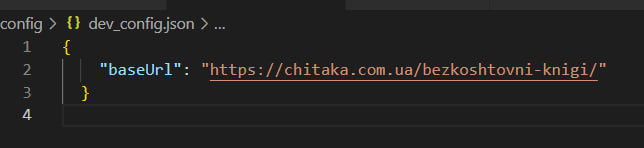 config > {} dev_config.json > ...
1 {
2 "baseUrl": "https://chitaka.com.ua/bezkoshtovni-knigi/"
3 }
4